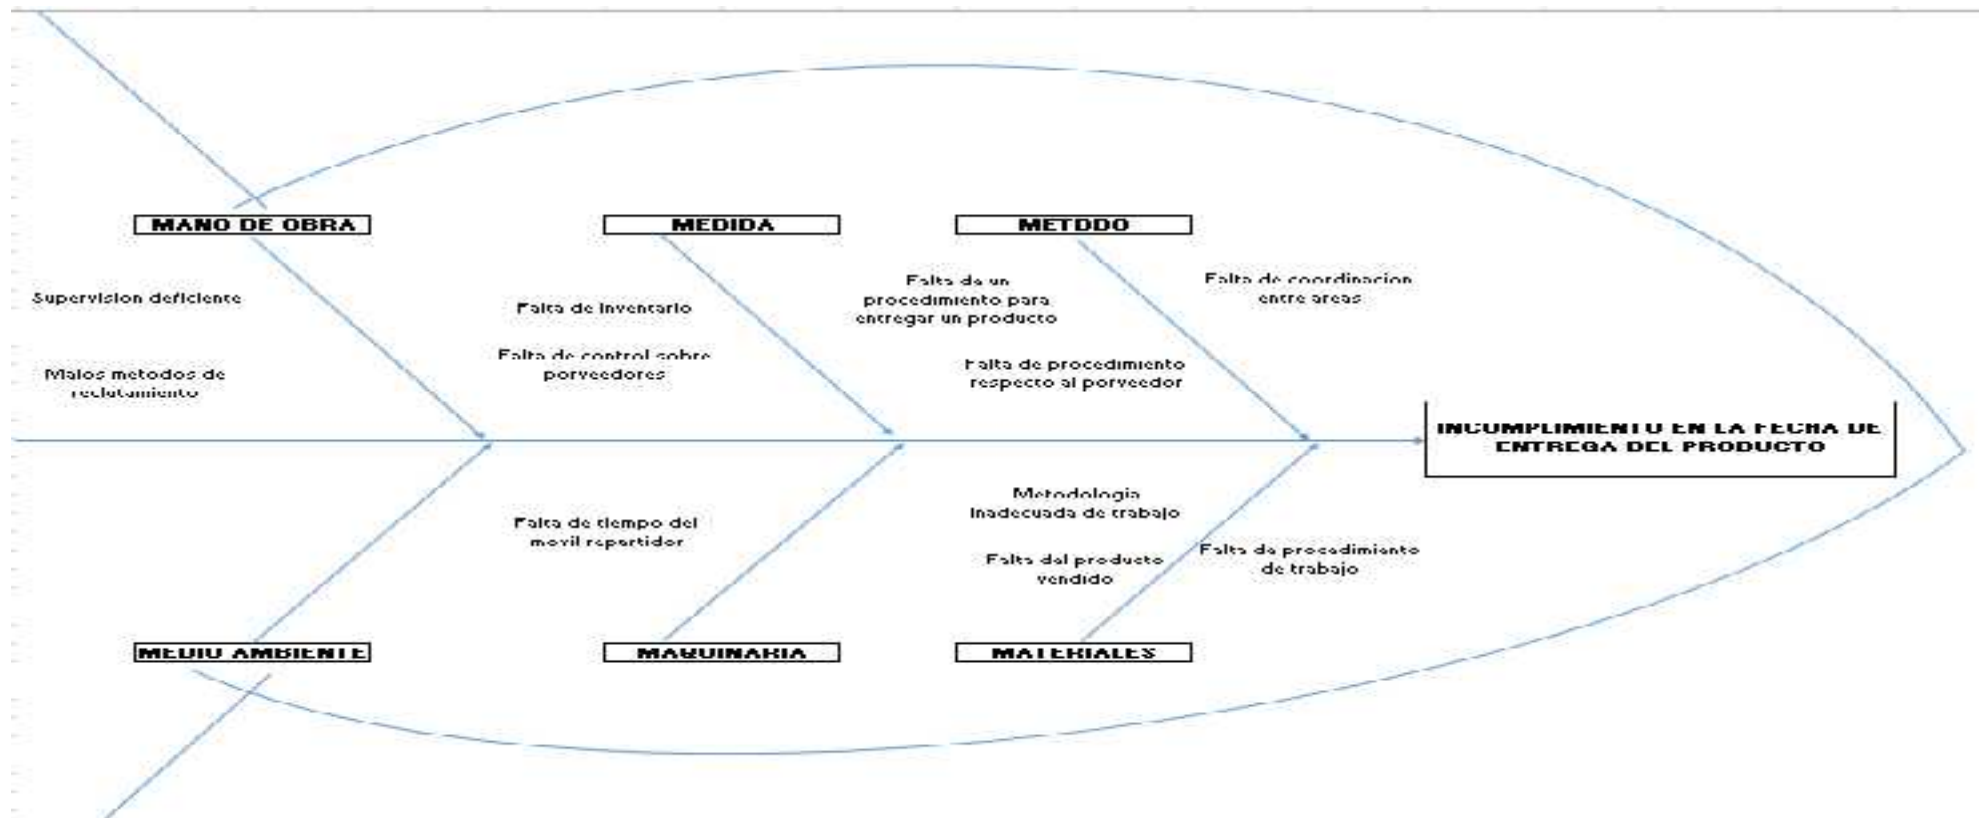 MANO DE OBRA
MEDIDA
METODO
Supervision deficiente
Malos metodos de
reclutamiento
Falta de inventario
Falta de control sobre
porveedores
Falta de un
procedimiento para
entregar un producto
Falta de procedimiento
respecto al porveedor
Falta de coordinacion
entre areas
INCUMPLIMIENTO EN LA FECHA DE
ENTREGA DEL PRODUCTO
Falta de tiempo del
movil repartidor
Metodologia
inadecuada de trabajo
Falta del producto
vendido
Falta de procedimiento
de trabajo
MEDIO AMBIENTE
MAQUINARIA
MATERIALES